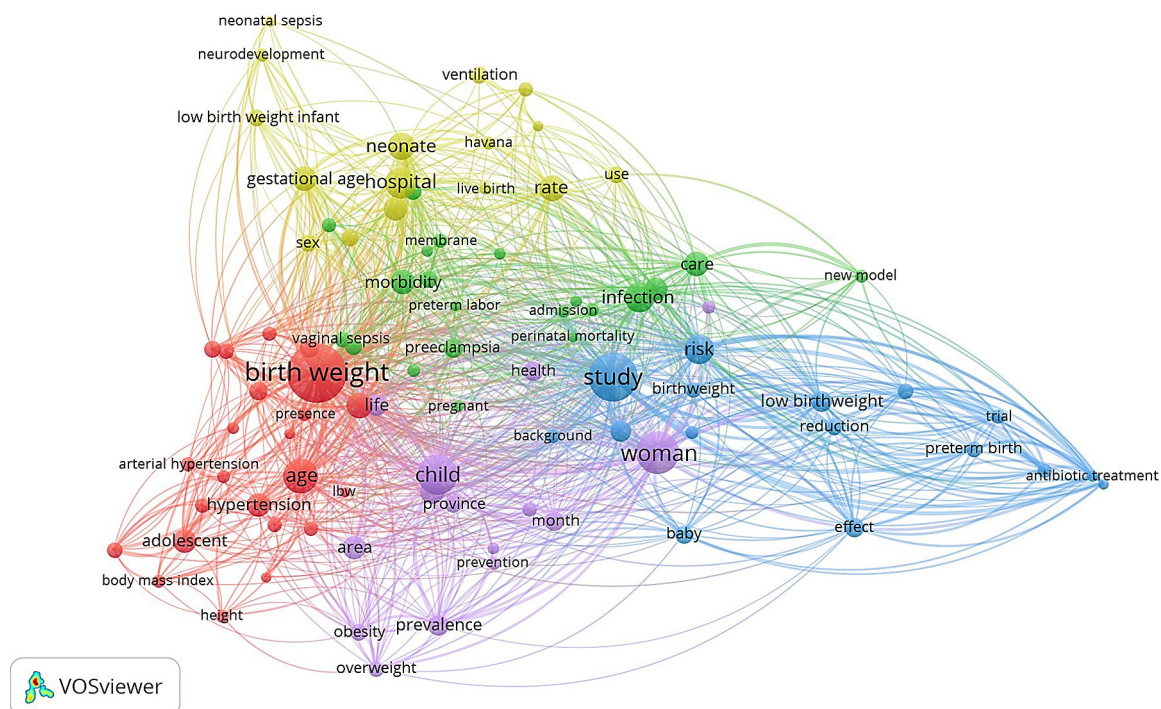 neonatal sepsis
neurodevelopment
ventilation
low birth weight infant
havana
neonate
gestational age
hospital
live birth
rate
use
sex
membrane
care
new model
morbidity
infection
preterm labor
admission
vaginal sepsis
perinatal mortality
preeclampsia
risk
birth weight
health
study
birthweight
low birthweight
life
pregnant
presence
trial
reduction
background
preterm birth
woman
arterial hypertension
age
child
antibiotic treatment
lbw
hypertension
province
month
effect
baby
adolescent
area
prevention
body mass index
height
prevalence
obesity
overweight
VOSviewer